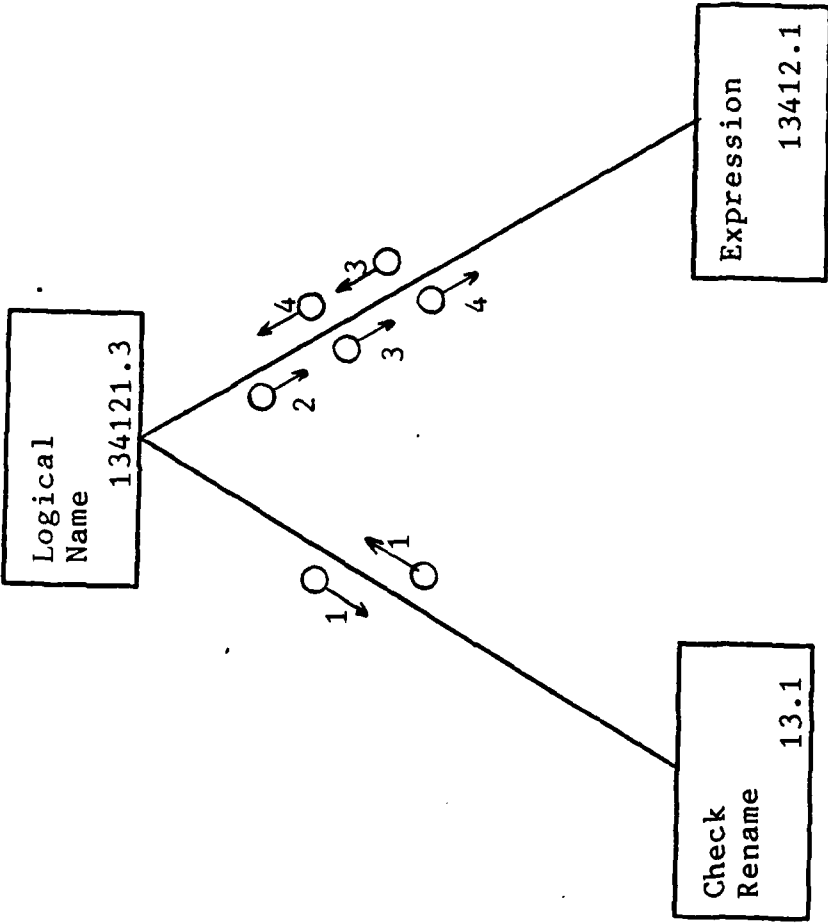 Logical
Name
134121.3
1
1
2
3
4
4
3
Check
Rename
13.1
Expression
13412.1